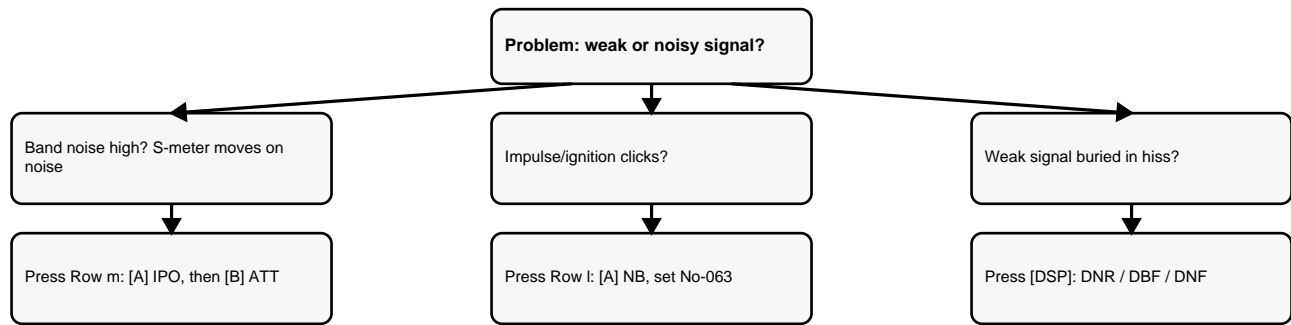 Problem: weak or noisy signal?
Band noise high? S-meter moves on
noise
Impulse/ignition clicks?
Weak signal buried in hiss?
Press Row m: [A] IPO, then [B] ATT
Press Row l: [A] NB, set No-063
Press [DSP]: DNR / DBF / DNF